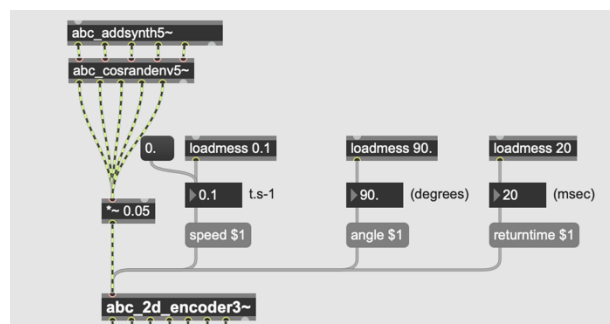 abc_addsynth5~
abc_cosrandenv5~
0.
loadmess 0.1
loadmess 90.
loadmess 20
0.1
t.s-1
90.
(degrees)
20
(msec)
*~ 0.05
speed $1
angle $1
returntime $1
abc_2d_encoder3~